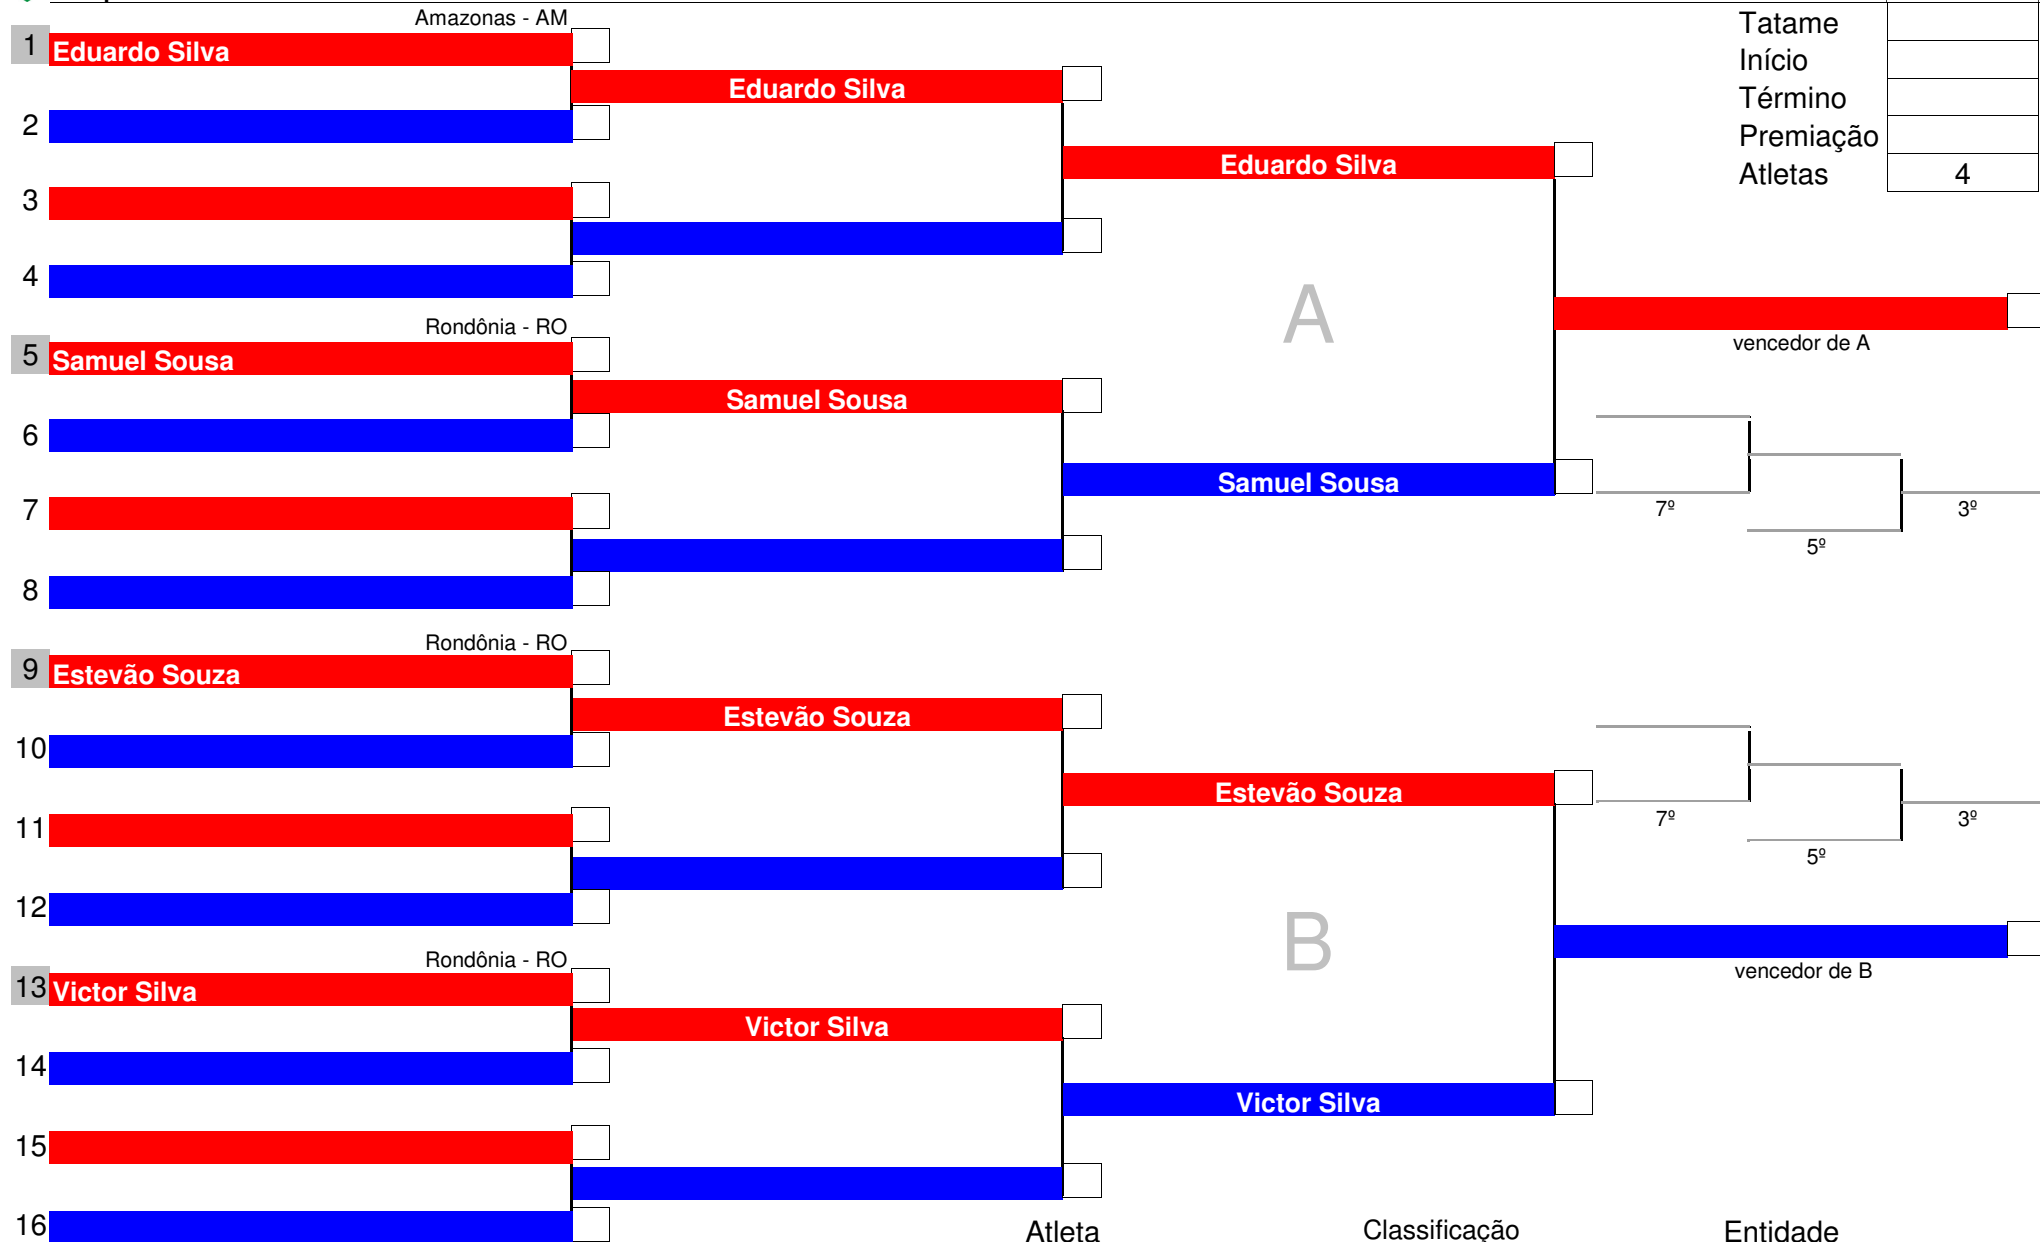 Amazonas - AM
Tatame
1 Eduardo Silva
Início
Eduardo Silva
Término
2
Premiação
Eduardo Silva
Atletas 4
3
4
A
Rondônia - RO
vencedor de A
5 Samuel Sousa
Samuel Sousa
6
Samuel Sousa
7
7º
3º
5º
8
Rondônia - RO
9 Estevão Souza
Estevão Souza
10
Estevão Souza
11
7º
3º
5º
12
B
Rondônia - RO
vencedor de B
13 Victor Silva
Victor Silva
14
Victor Silva
15
16
Atleta Classificação Entidade